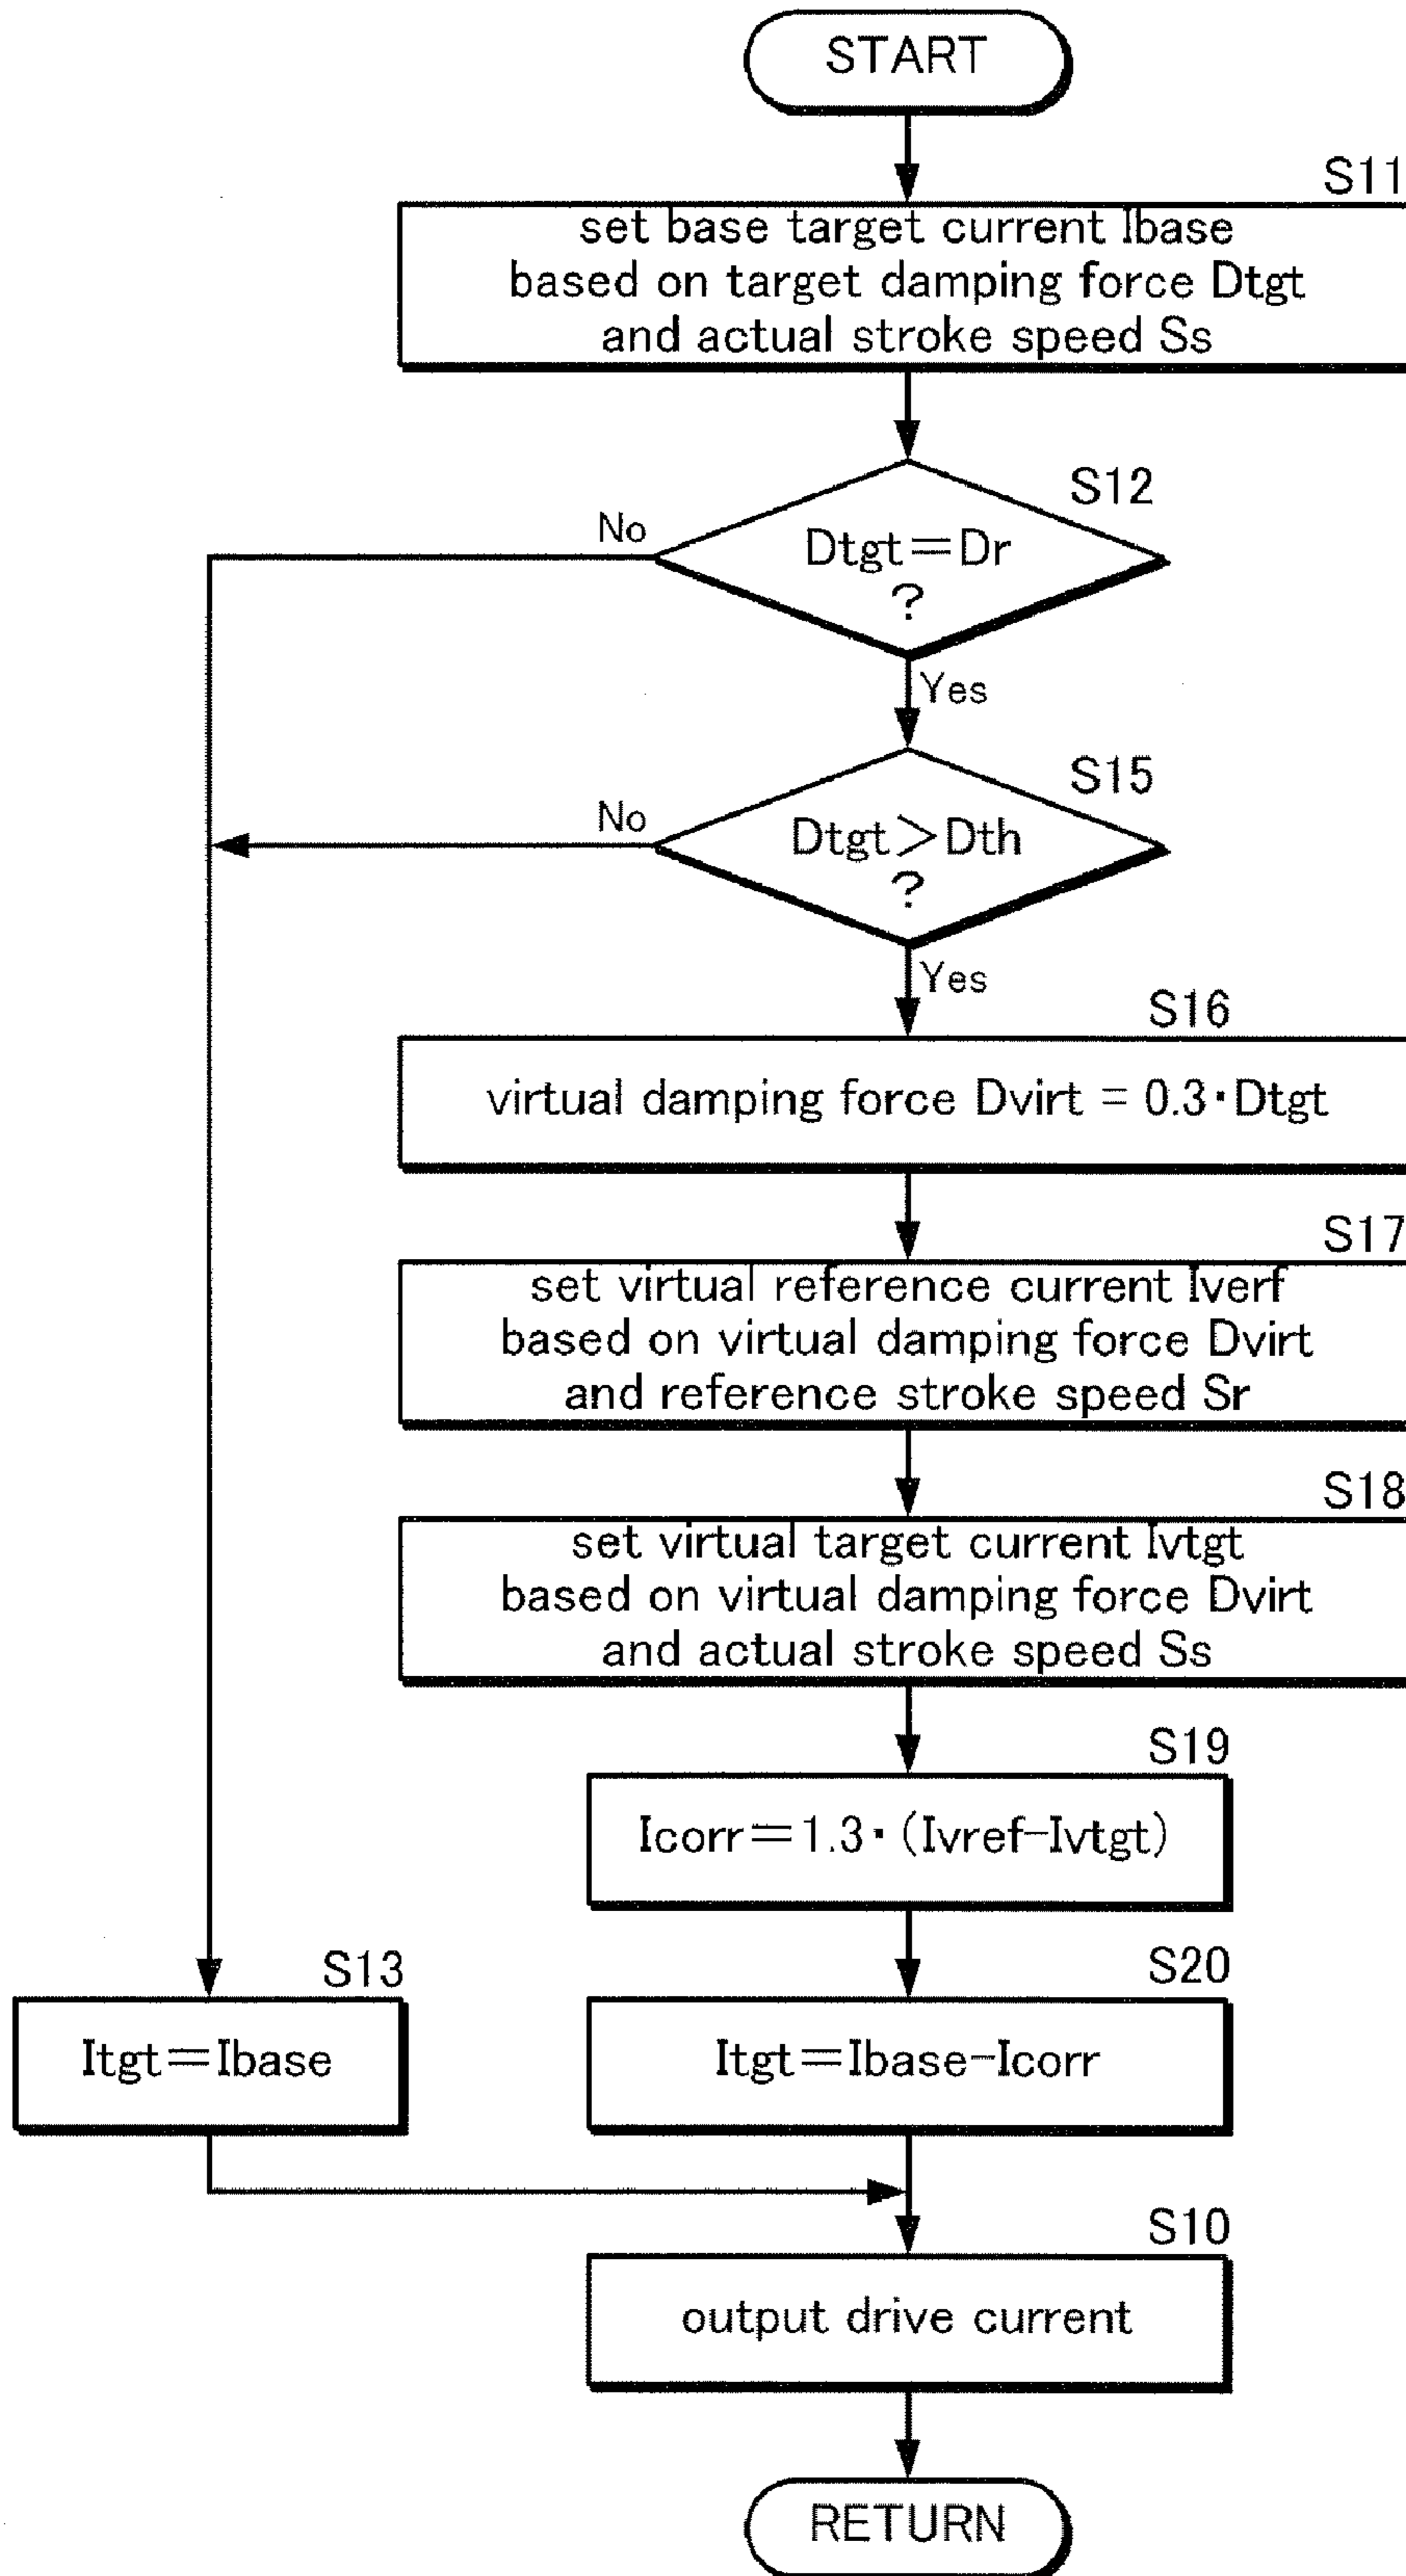 START
S11
set base target current Ibase
based on target damping force Dtgt
and actual stroke speed Ss
S12
No
Dtgt=Dr
?
Yes
S15
No
Dtgt>Dth
?
Yes
S16
virtual damping force Dvirt = 0.3·Dtgt
S17
set virtual reference current Iverf
based on virtual damping force Dvirt
and reference stroke speed Sr
S18
set virtual target current Ivtgt
based on virtual damping force Dvirt
and actual stroke speed Ss
S19
Icorr=1.3·(Ivref-Ivtgt)
S13
Itgt=Ibase
S20
Itgt=Ibase-Icorr
S10
output drive current
RETURN